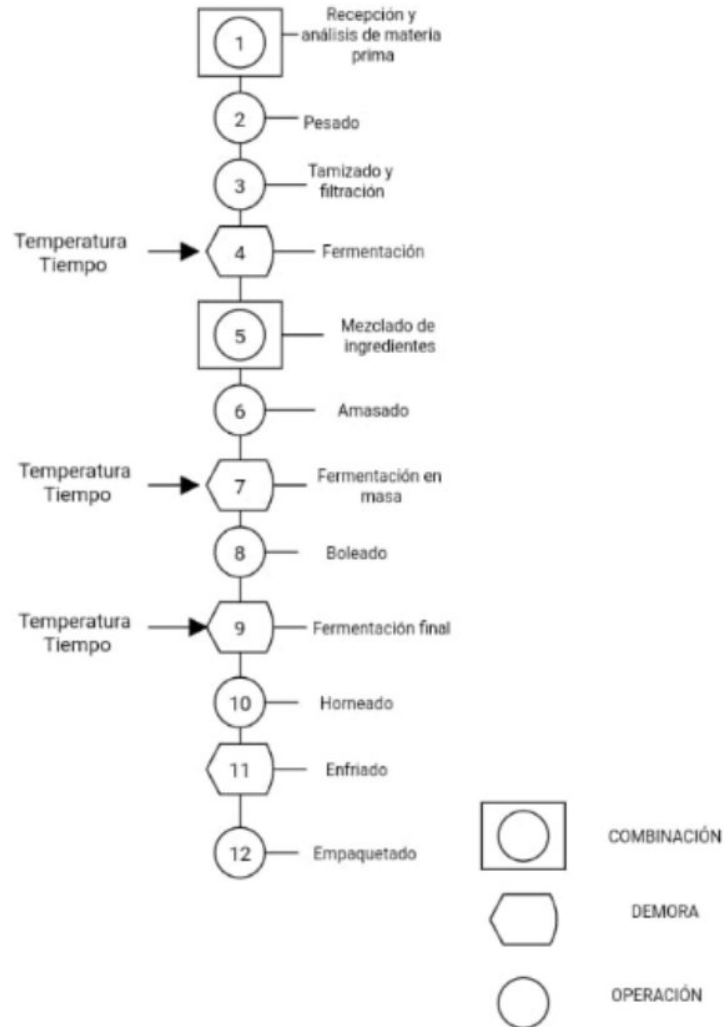 1
Recepción y
análisis de materia
prima
2
Pesado
3
Tamizado y
filtración
Temperatura
Tiempo
4
Fermentación
5
Mezclado de
ingredientes
6
Amasado
Temperatura
Tiempo
7
Fermentación en
masa
8
Boleado
Temperatura
Tiempo
9
Fermentación final
10
Horneado
11
Enfriado
12
Empaquetado
COMBINACIÓN
DEMORA
OPERACIÓN